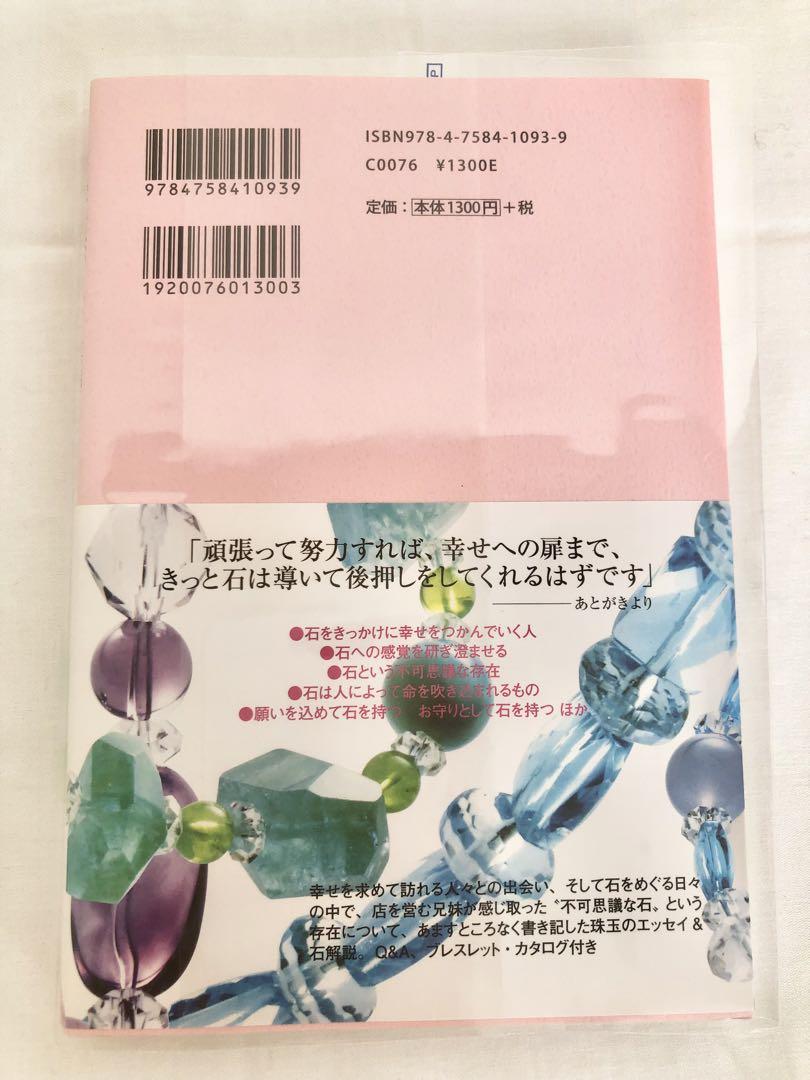 ISBN978-4-7584-1093-9
C0076 ¥1300E
定価：本体1300円+税
9784758410939
1920076013003
「頑張って努力すれば、幸せへの扉まで、
きっと石は導いて後押しをしてくれるはずです」
———あとがきより
●石をきっかけに幸せをつかんでいく人
●石への感覚を研ぎ澄ませる
●石という不可思議な存在
●石は人によって命を吹き込まれるもの
●願いを込めて石を持つ お守りとして石を持つ ほか
幸せを求めて訪れる人々との出会い、そして石をめぐる日々
の中で、店を営む兄妹が感じ取った〝不可思議な石〟という
存在について、あますところなく書き記した珠玉のエッセイ＆
石解説。Q&A、ブレスレット・カタログ付き